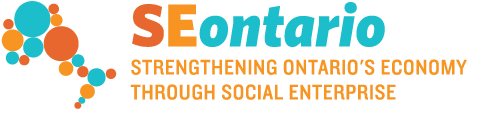 SEontario
STRENGTHENING ONTARIO'S ECONOMY
THROUGH SOCIAL ENTERPRISE